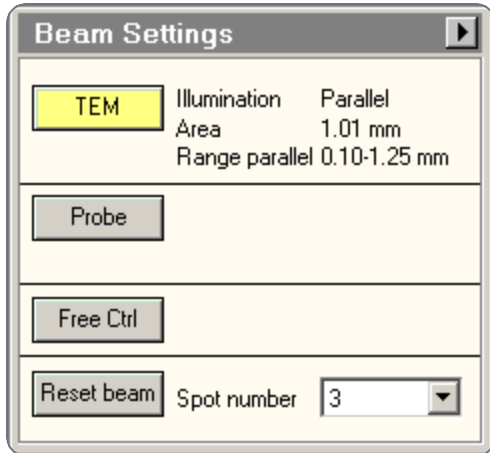 Beam Settings
TEM Illumination Parallel
Area 1.01 mm
Range parallel 0.10-1.25 mm
Probe
Free Ctrl
Reset beam Spot number 3